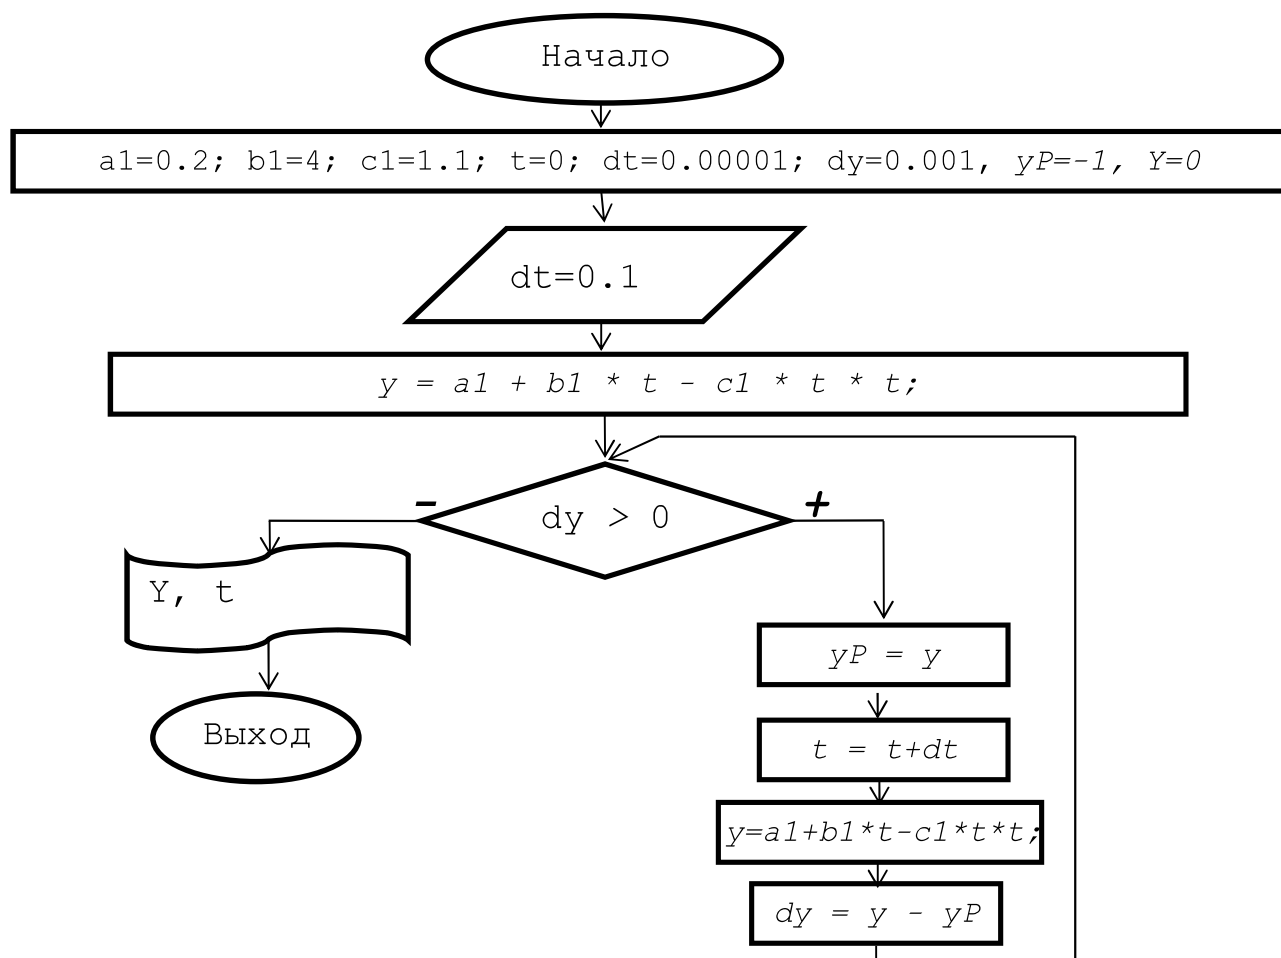 Начало
a1=0.2; b1=4; c1=1.1; t=0; dt=0.00001; dy=0.001, yP=-1, Y=0
dt=0.1
y = a1 + b1 * t - c1 * t * t;
- dy > 0 +
Y, t
Выход
yP = y
t = t+dt
y=a1+b1*t-c1*t*t;
dy = y - yP